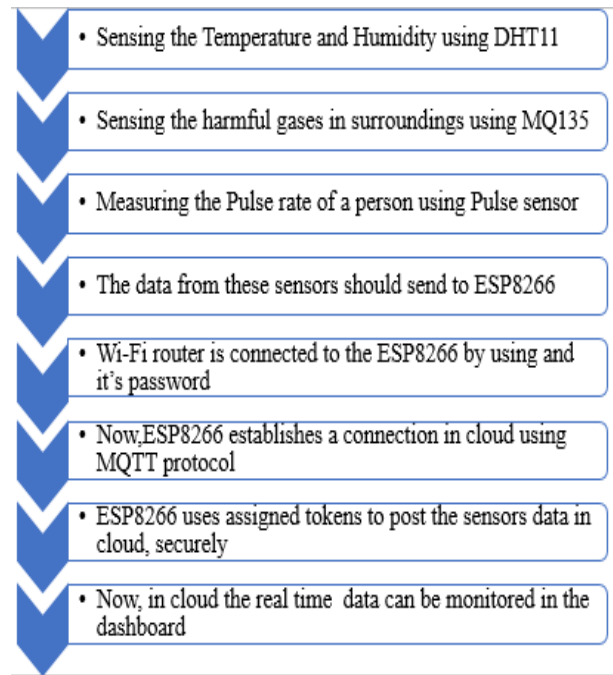 • Sensing the Temperature and Humidity using DHT11
• Sensing the harmful gases in surroundings using MQ135
• Measuring the Pulse rate of a person using Pulse sensor
• The data from these sensors should send to ESP8266
• Wi-Fi router is connected to the ESP8266 by using and
it’s password
• Now,ESP8266 establishes a connection in cloud using
MQTT protocol
• ESP8266 uses assigned tokens to post the sensors data in
cloud, securely
• Now, in cloud the real time data can be monitored in the
dashboard